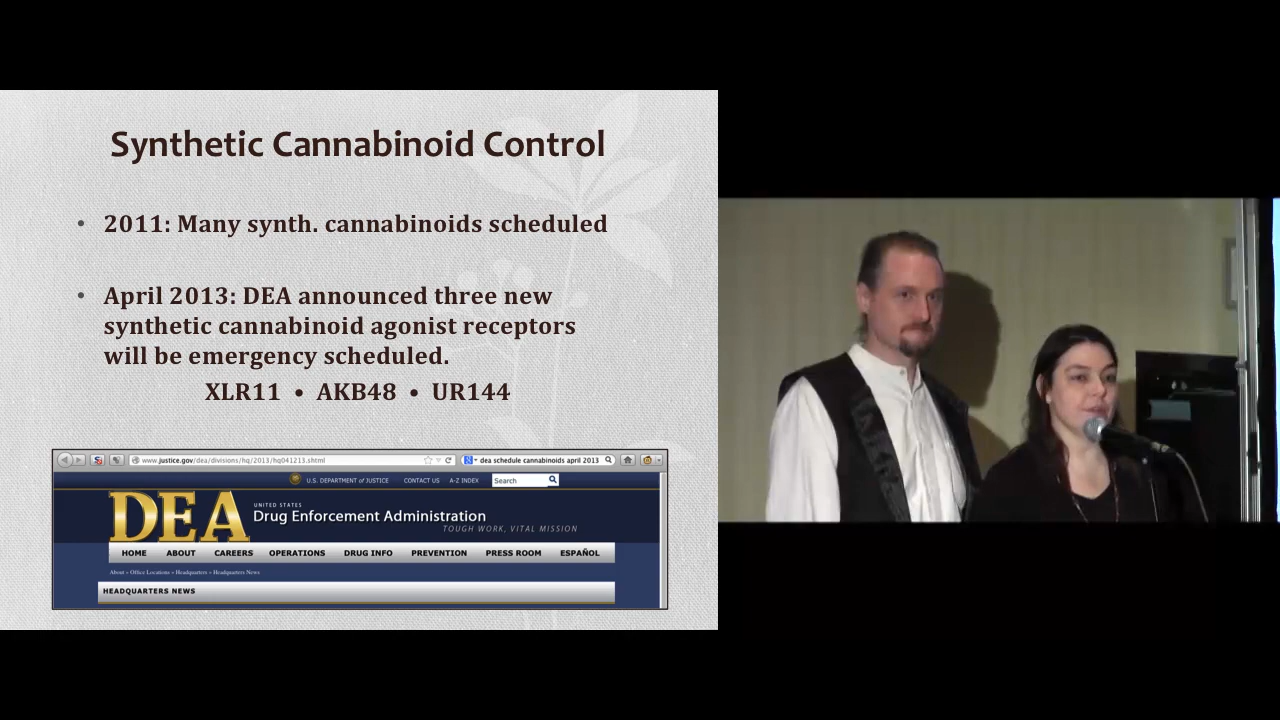 Synthetic Cannabinoid Control
• 2011: Many synth. cannabinoids scheduled
• April 2013: DEA announced three new
synthetic cannabinoid agonist receptors
will be emergency scheduled.
XLR11 • AKB48 • UR144
www.justice.gov/dea/divisions/hq/2013/hq041213.shtml
dea schedule cannabinoids april 2013
U.S. DEPARTMENT of JUSTICE CONTACT US A-Z INDEX Search
DEA
UNITED STATES
Drug Enforcement Administration
TOUGH WORK, VITAL MISSION
HOME ABOUT CAREERS OPERATIONS DRUG INFO PREVENTION PRESS ROOM ESPAÑOL
About » Office Locations » Headquarters » Headquarters News
HEADQUARTERS NEWS